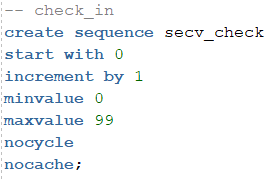 -- check_in
create sequence secv_check
start with 0
increment by 1
minvalue 0
maxvalue 99
nocycle
nocache;